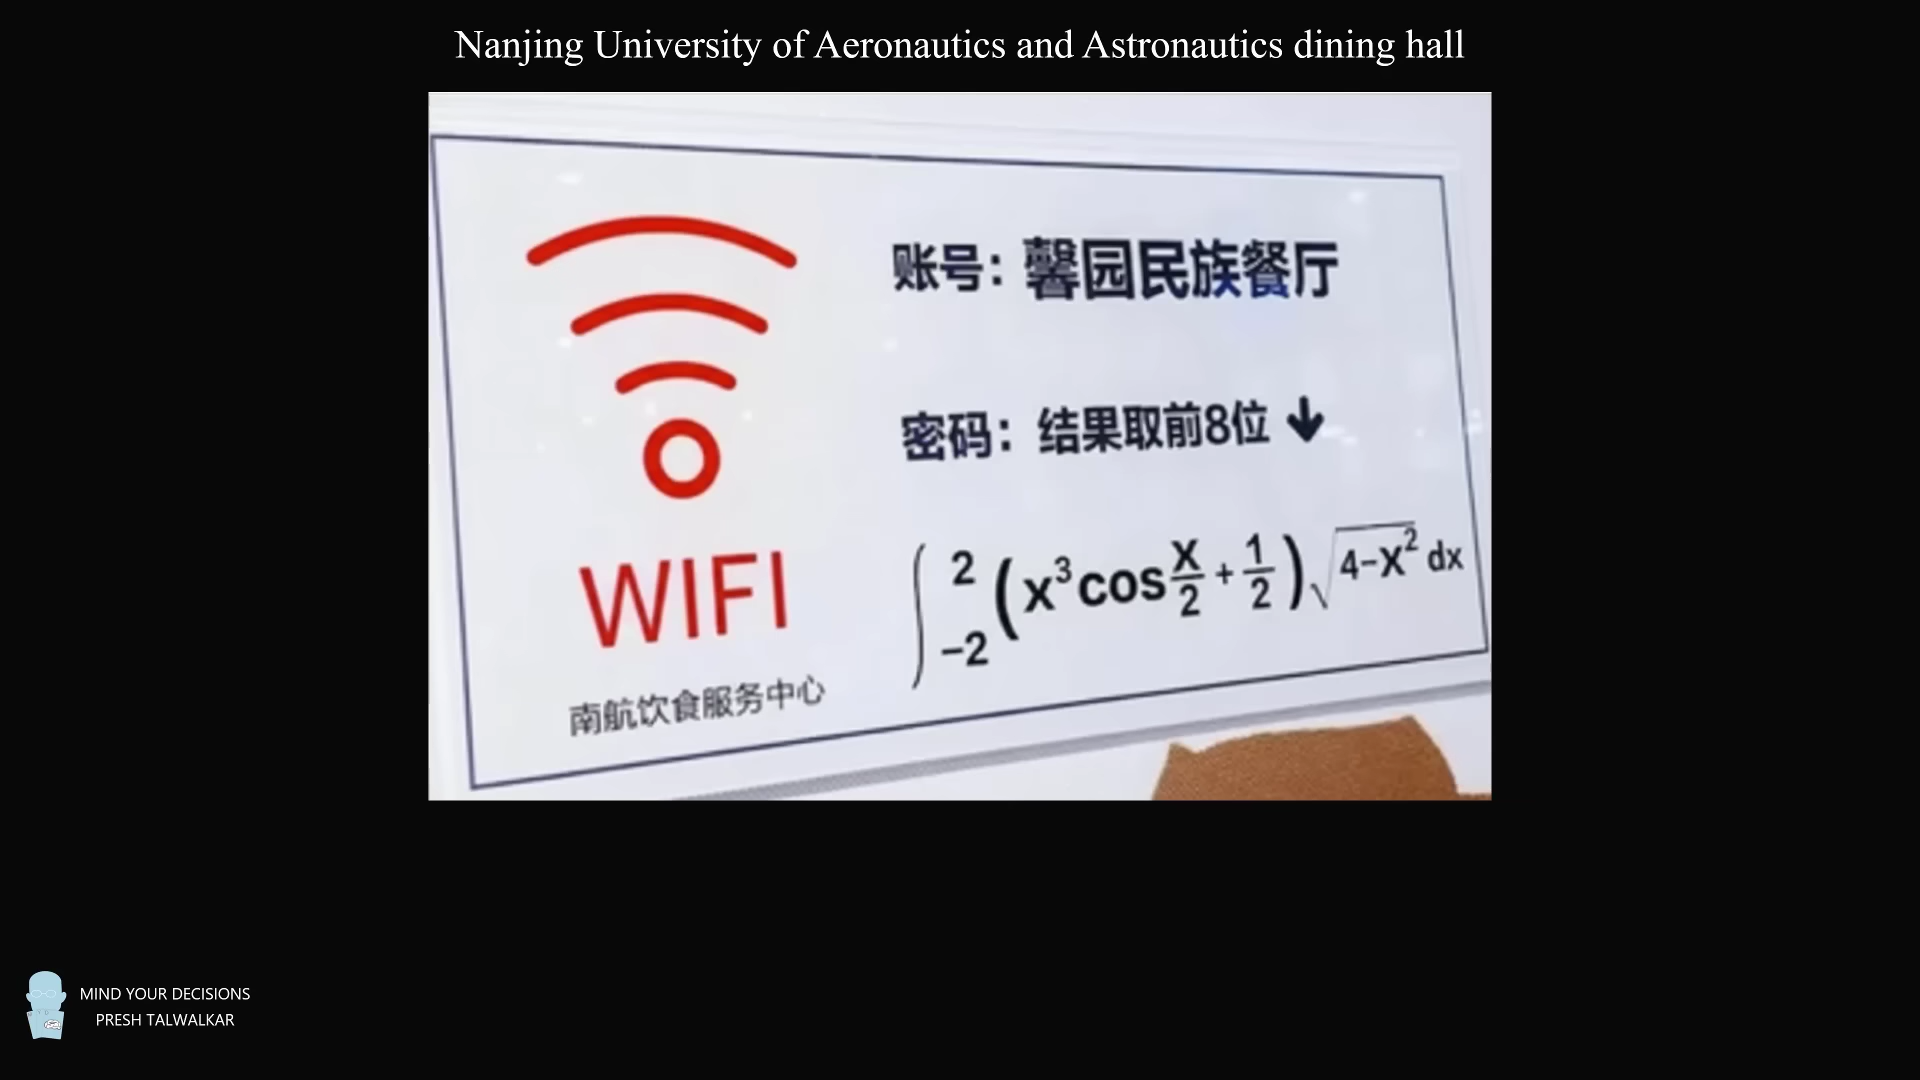 Nanjing University of Aeronautics and Astronautics dining hall
账号：馨园民族餐厅
密码：结果取前8位 ↓
∫ 2 −2 (x³cos x/2 + 1/2) √4−x² dx
WIFI
南航饮食服务中心
MIND YOUR DECISIONS
PRESH TALWALKAR